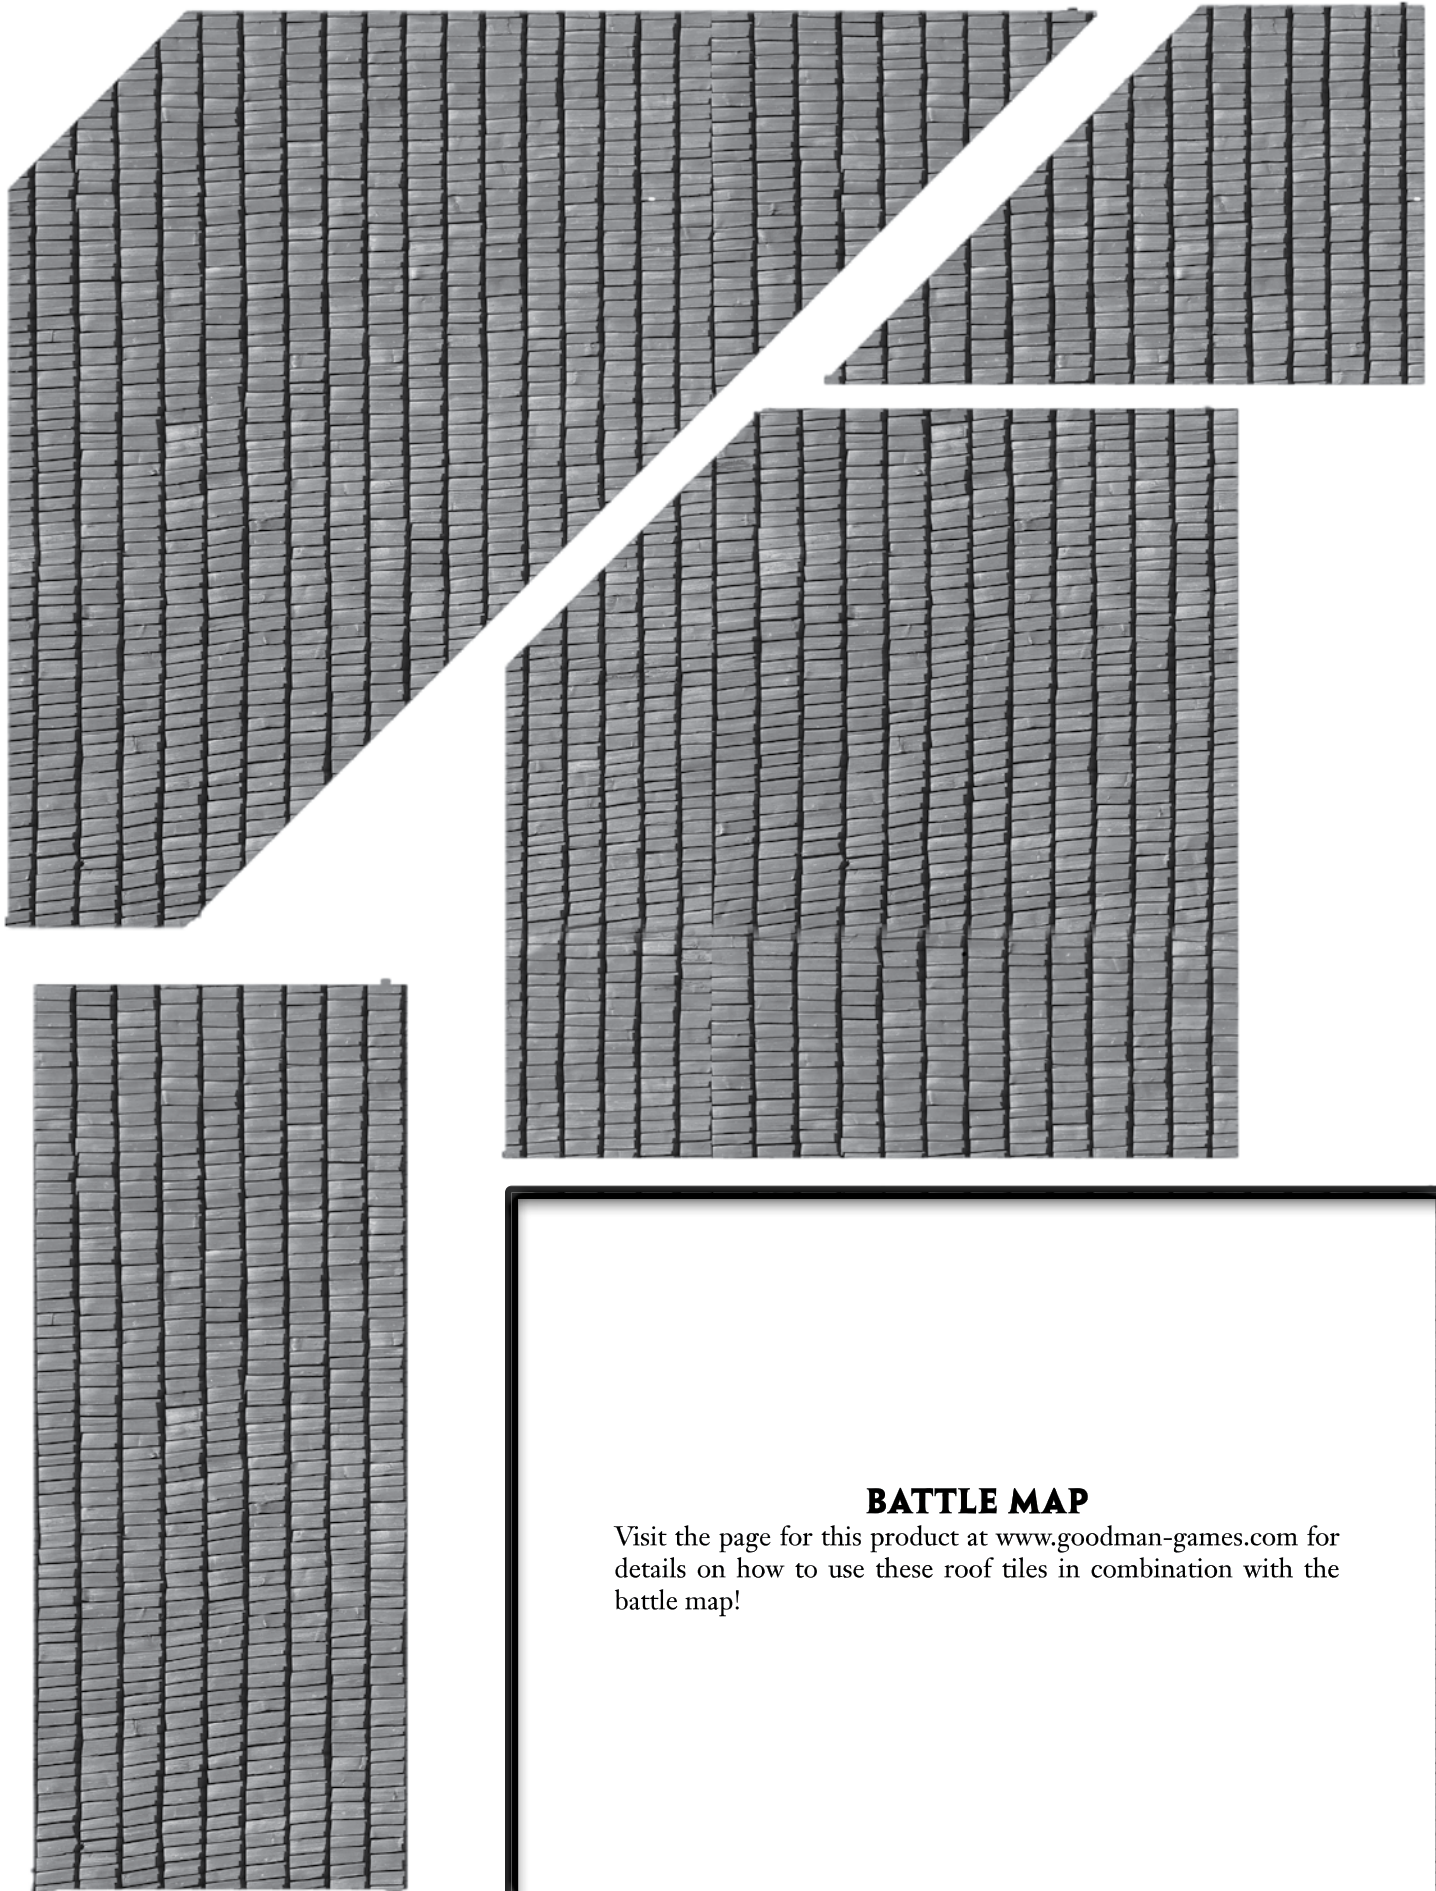 BATTLE MAP
Visit the page for this product at www.goodman-games.com for
details on how to use these roof tiles in combination with the
battle map!